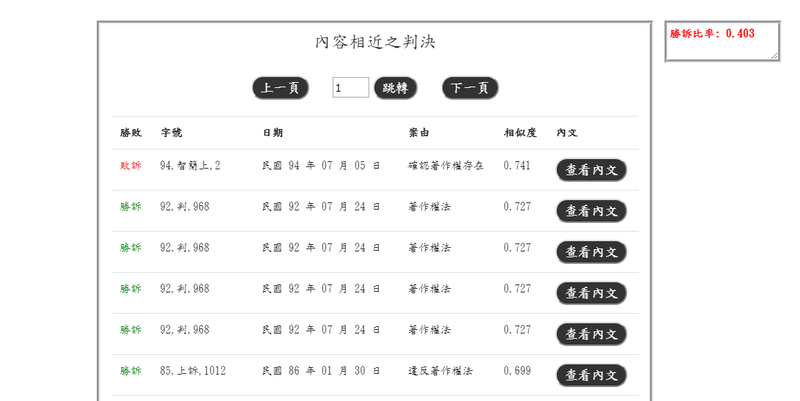 內容相近之判決
勝訴比率: 0.403
上一頁 1 跳轉 下一頁
勝敗 字號 日期 案由 相似度 內文
敗訴 94,智簡上,2 民國 94 年 07 月 05 日 確認著作權存在 0.741 查看內文
勝訴 92,判,968 民國 92 年 07 月 24 日 著作權法 0.727 查看內文
勝訴 92,判,968 民國 92 年 07 月 24 日 著作權法 0.727 查看內文
勝訴 92,判,968 民國 92 年 07 月 24 日 著作權法 0.727 查看內文
勝訴 92,判,968 民國 92 年 07 月 24 日 著作權法 0.727 查看內文
勝訴 85,上訴,1012 民國 86 年 01 月 30 日 違反著作權法 0.699 查看內文